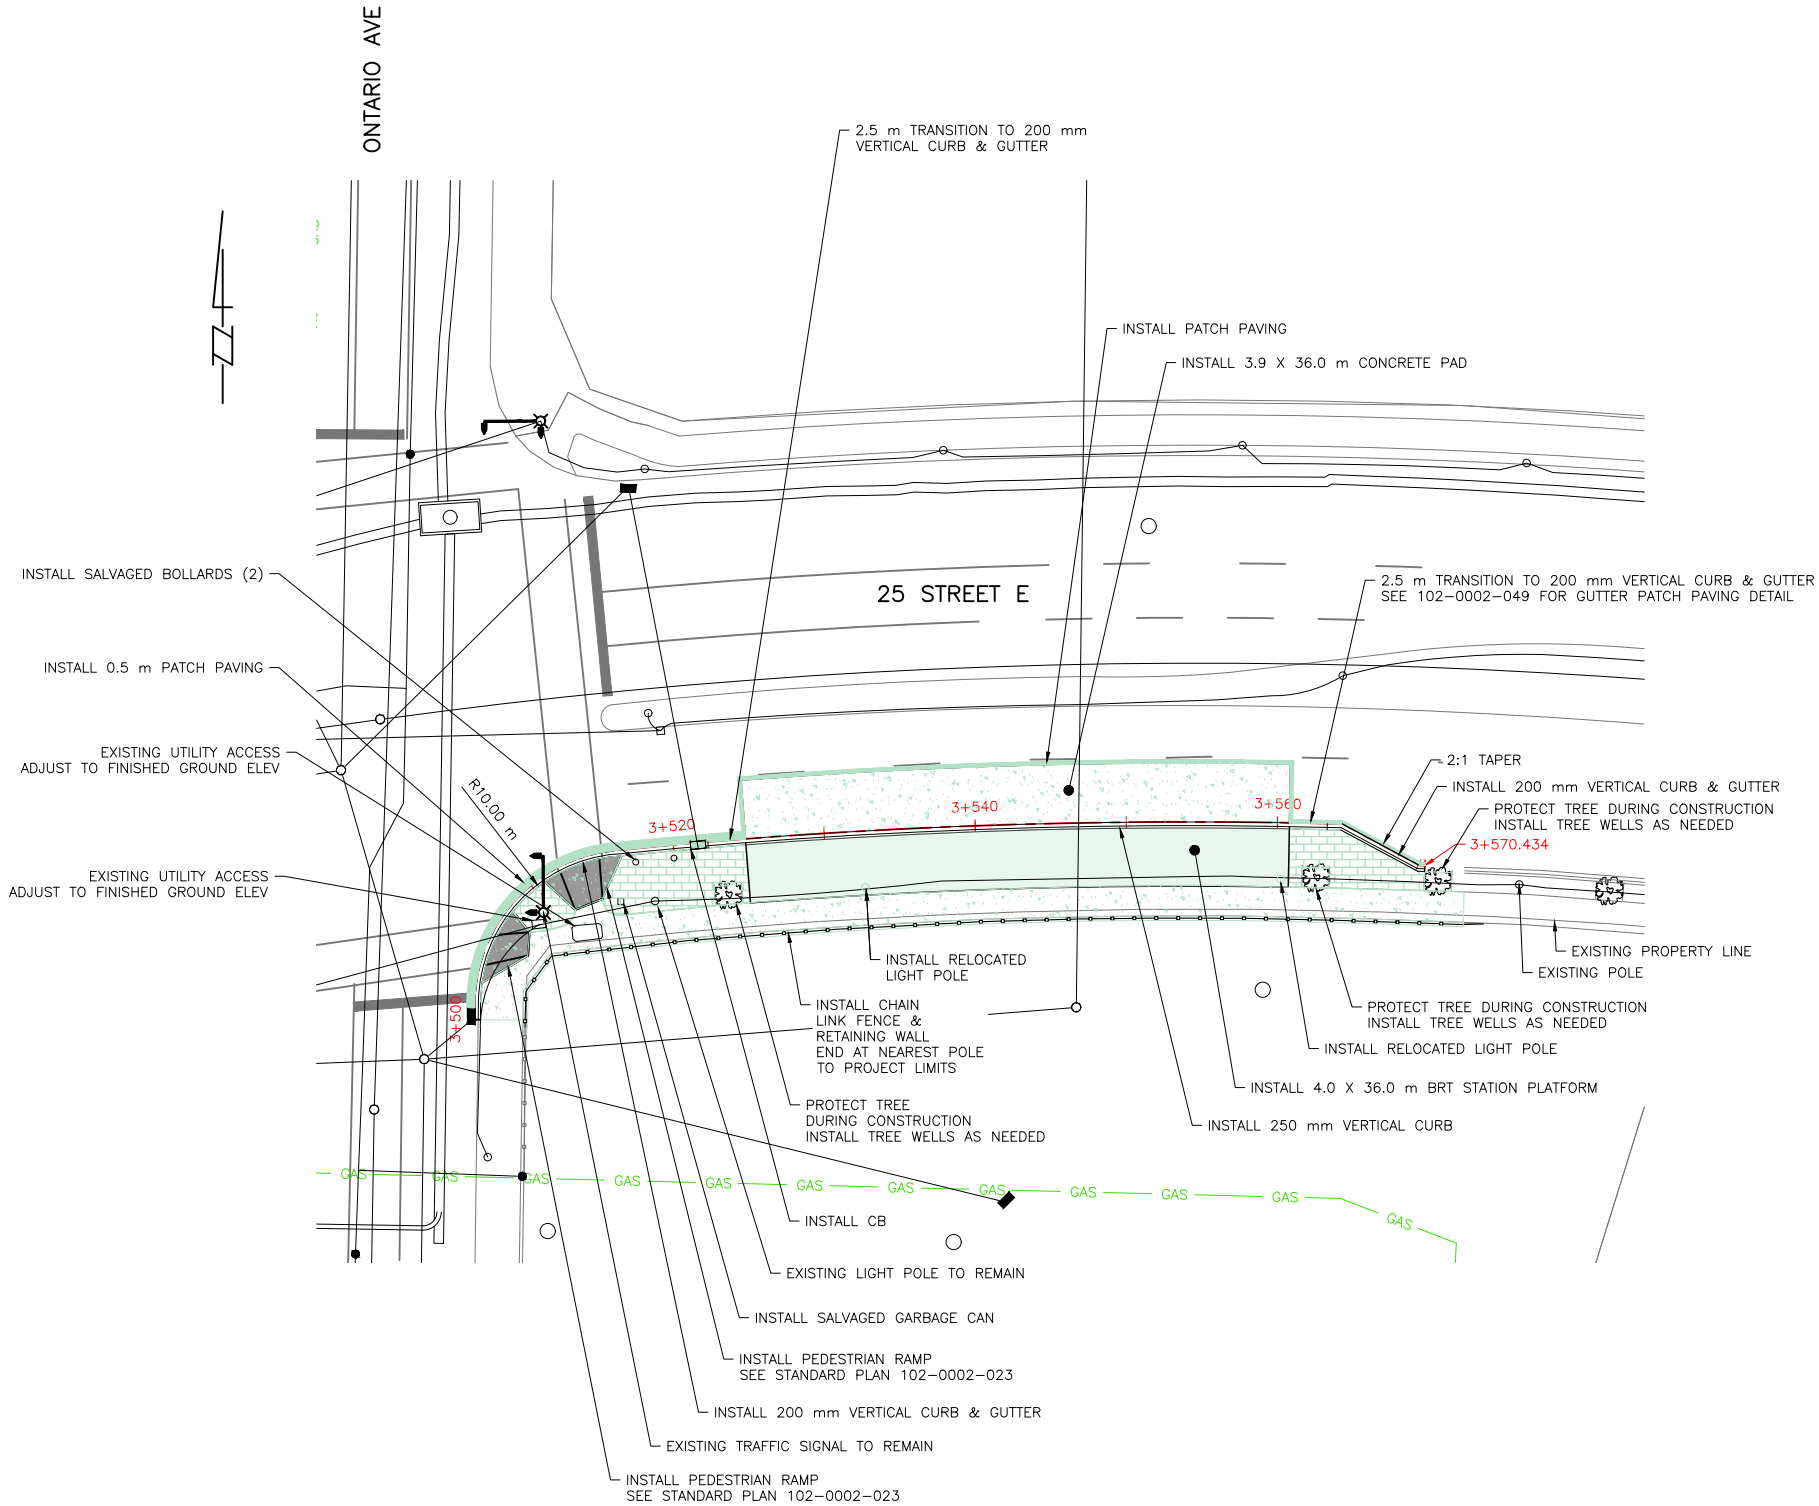 ONTARIO AVE
2.5 m TRANSITION TO 200 mm
VERTICAL CURB & GUTTER
INSTALL PATCH PAVING
INSTALL 3.9 X 36.0 m CONCRETE PAD
INSTALL SALVAGED BOLLARDS (2)
25 STREET E
2.5 m TRANSITION TO 200 mm VERTICAL CURB & GUTTER
SEE 102-0002-049 FOR GUTTER PATCH PAVING DETAIL
INSTALL 0.5 m PATCH PAVING
EXISTING UTILITY ACCESS
ADJUST TO FINISHED GROUND ELEV
R10.00 m
2:1 TAPER
INSTALL 200 mm VERTICAL CURB & GUTTER
PROTECT TREE DURING CONSTRUCTION
INSTALL TREE WELLS AS NEEDED
3+520
3+540
3+560
3+570.434
EXISTING UTILITY ACCESS
ADJUST TO FINISHED GROUND ELEV
3+500
INSTALL RELOCATED
LIGHT POLE
EXISTING PROPERTY LINE
EXISTING POLE
INSTALL CHAIN
LINK FENCE &
RETAINING WALL
END AT NEAREST POLE
TO PROJECT LIMITS
PROTECT TREE DURING CONSTRUCTION
INSTALL TREE WELLS AS NEEDED
INSTALL RELOCATED LIGHT POLE
INSTALL 4.0 X 36.0 m BRT STATION PLATFORM
PROTECT TREE
DURING CONSTRUCTION
INSTALL TREE WELLS AS NEEDED
INSTALL 250 mm VERTICAL CURB
GAS GAS GAS GAS GAS GAS GAS GAS GAS GAS GAS GAS
INSTALL CB
EXISTING LIGHT POLE TO REMAIN
INSTALL SALVAGED GARBAGE CAN
INSTALL PEDESTRIAN RAMP
SEE STANDARD PLAN 102-0002-023
INSTALL 200 mm VERTICAL CURB & GUTTER
EXISTING TRAFFIC SIGNAL TO REMAIN
INSTALL PEDESTRIAN RAMP
SEE STANDARD PLAN 102-0002-023